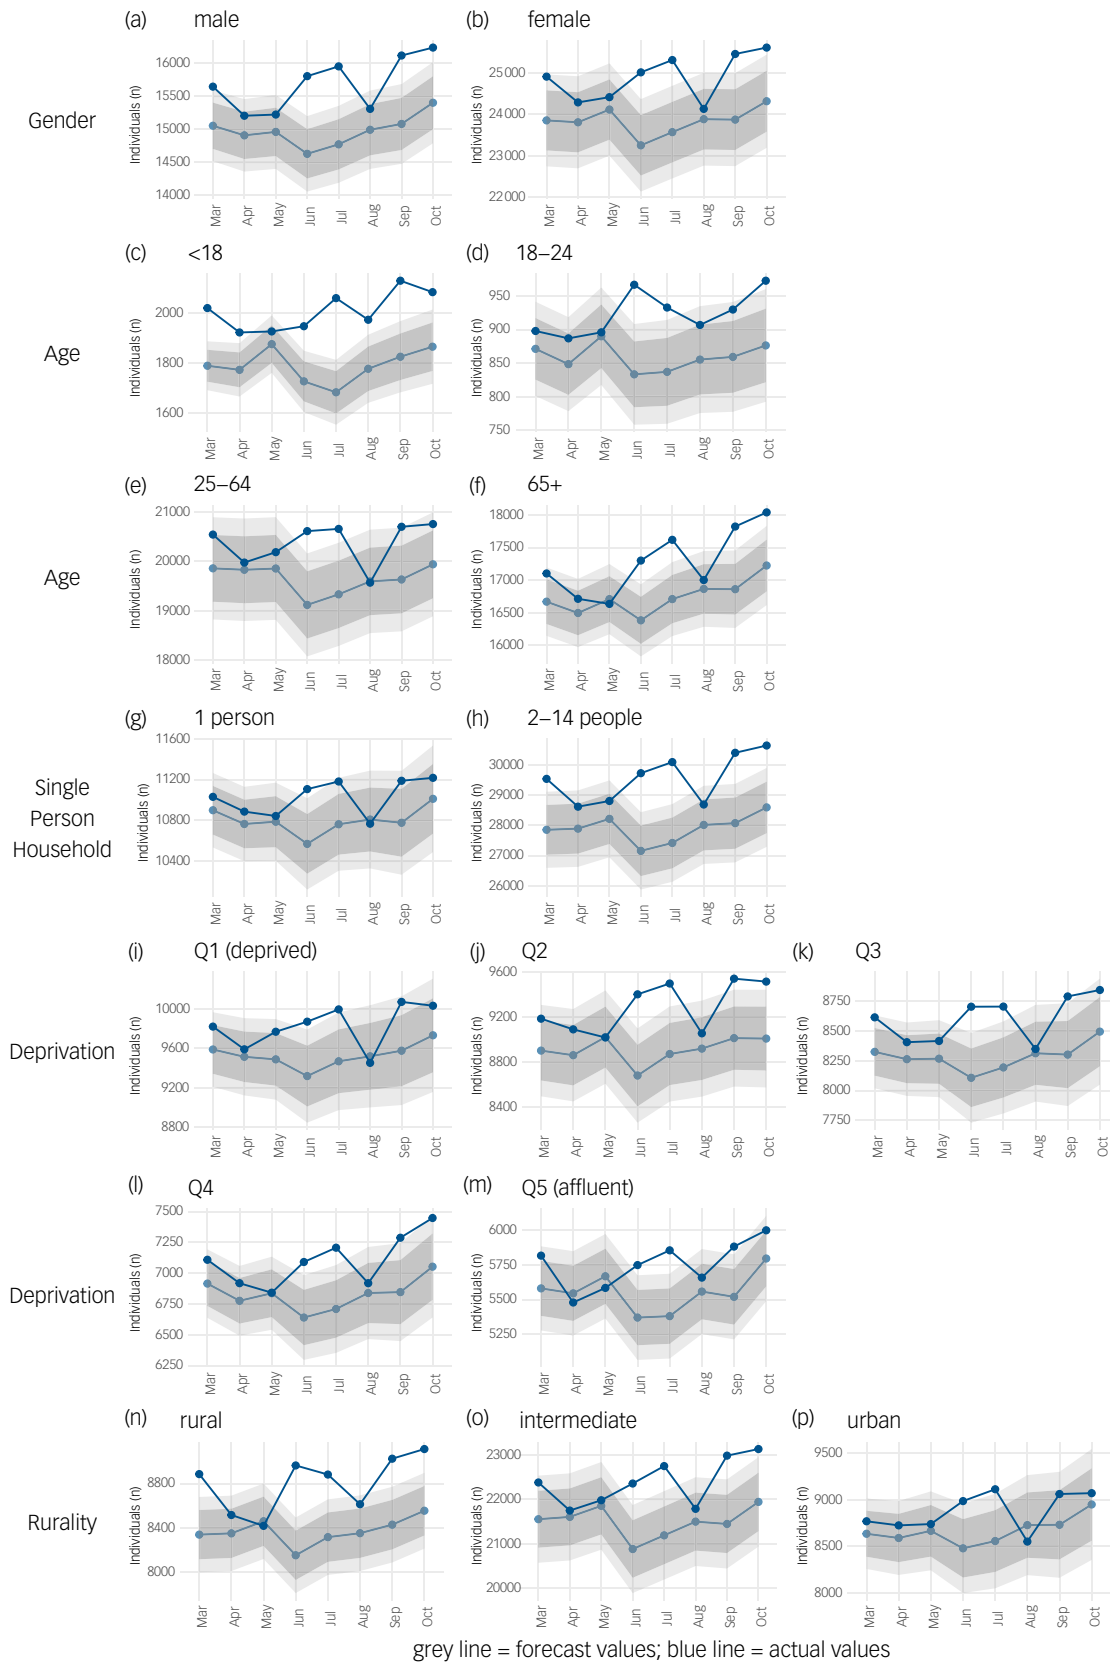 (a) male
(b) female
Gender
Individuals (n)
16000
15500
15000
14500
14000
Mar Apr May Jun Jul Aug Sep Oct
Individuals (n)
25000
24000
23000
22000
Mar Apr May Jun Jul Aug Sep Oct
(c) <18
(d) 18–24
Age
Individuals (n)
2000
1800
1600
Mar Apr May Jun Jul Aug Sep Oct
Individuals (n)
950
900
850
800
750
Mar Apr May Jun Jul Aug Sep Oct
(e) 25–64
(f) 65+
Age
Individuals (n)
21000
20000
19000
18000
Mar Apr May Jun Jul Aug Sep Oct
Individuals (n)
18000
17500
17000
16500
16000
Mar Apr May Jun Jul Aug Sep Oct
(g) 1 person
(h) 2–14 people
Single
Person
Household
Individuals (n)
11600
11200
10800
10400
Mar Apr May Jun Jul Aug Sep Oct
Individuals (n)
30000
29000
28000
27000
26000
Mar Apr May Jun Jul Aug Sep Oct
(i) Q1 (deprived)
(j) Q2
(k) Q3
Deprivation
Individuals (n)
10000
9600
9200
8800
Mar Apr May Jun Jul Aug Sep Oct
Individuals (n)
9600
9200
8800
8400
Mar Apr May Jun Jul Aug Sep Oct
Individuals (n)
8750
8500
8250
8000
7750
Mar Apr May Jun Jul Aug Sep Oct
(l) Q4
(m) Q5 (affluent)
Deprivation
Individuals (n)
7500
7250
7000
6750
6500
6250
Mar Apr May Jun Jul Aug Sep Oct
Individuals (n)
6000
5750
5500
5250
Mar Apr May Jun Jul Aug Sep Oct
(n) rural
(o) intermediate
(p) urban
Rurality
Individuals (n)
8800
8400
8000
Mar Apr May Jun Jul Aug Sep Oct
Individuals (n)
23000
22000
21000
20000
Mar Apr May Jun Jul Aug Sep Oct
Individuals (n)
9500
9000
8500
8000
Mar Apr May Jun Jul Aug Sep Oct
grey line = forecast values; blue line = actual values